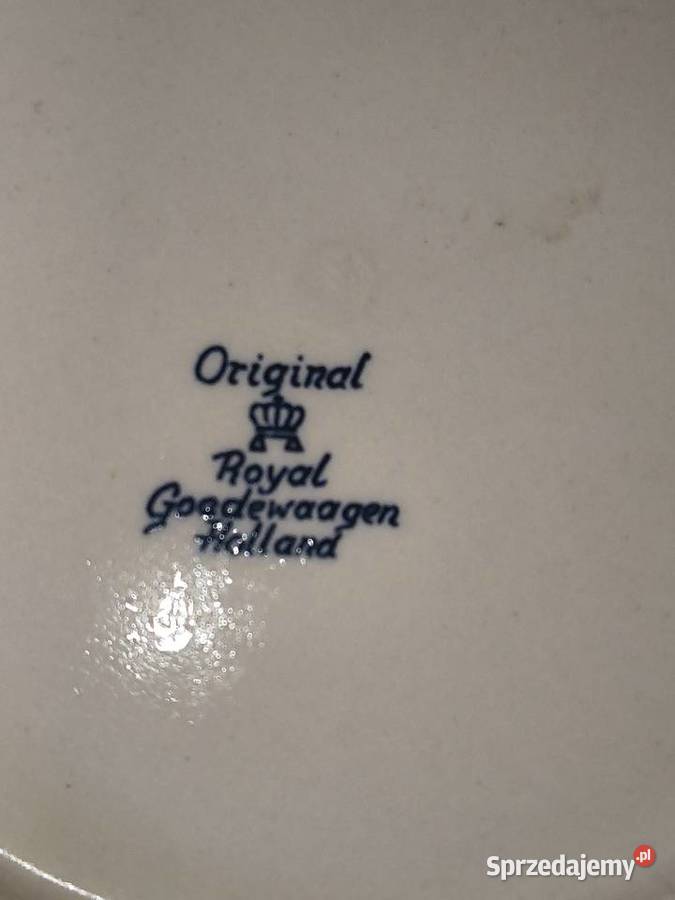 Original
Royal
Goedewaagen
Holland
Sprzedajemy.pl